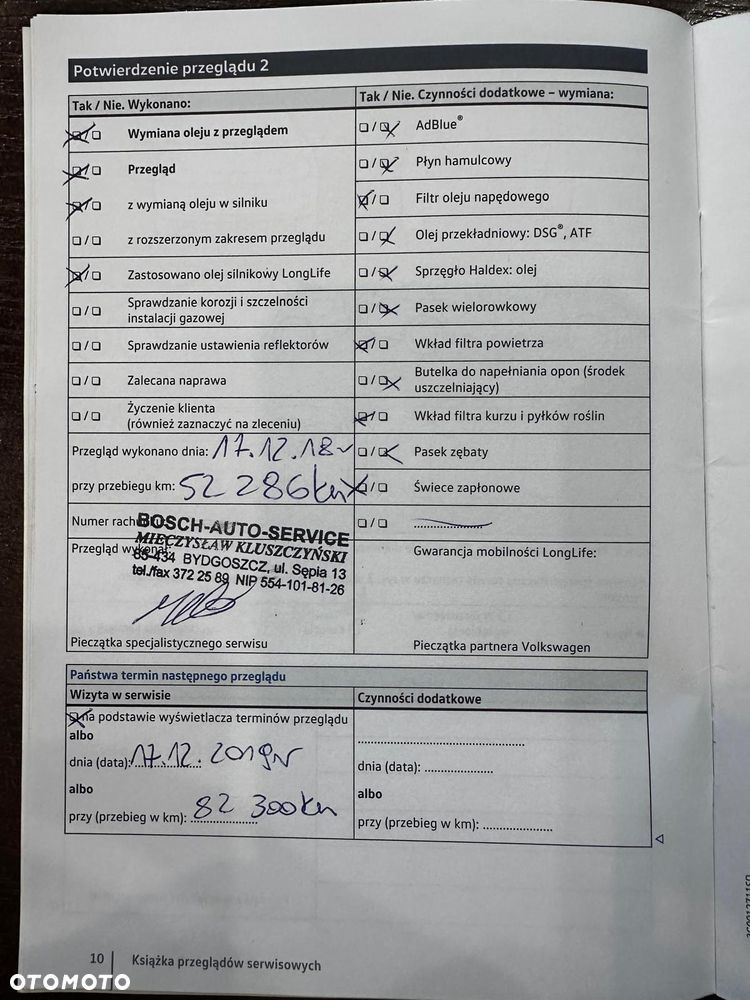 Potwierdzenie przeglądu 2
Tak / Nie. Wykonano:
Wymiana oleju z przeglądem
Przegląd
z wymianą oleju w silniku
z rozszerzonym zakresem przeglądu
Zastosowano olej silnikowy LongLife
Sprawdzanie korozji i szczelności
instalacji gazowej
Sprawdzanie ustawienia reflektorów
Zalecana naprawa
Życzenie klienta
(również zaznaczyć na zleceniu)
Przegląd wykonano dnia: 17.12.18r
przy przebiegu km: 52 286 km
Numer rachunku:
BOSCH-AUTO-SERVICE
MIECZYSŁAW KLUSZCZYŃSKI
85-434 BYDGOSZCZ, ul. Sępia 13
tel./fax 372 25 89 NIP 554-101-81-26
Przegląd wykonał:
Pieczątka specjalistycznego serwisu
Tak / Nie. Czynności dodatkowe – wymiana:
AdBlue®
Płyn hamulcowy
Filtr oleju napędowego
Olej przekładniowy: DSG®, ATF
Sprzęgło Haldex: olej
Pasek wielorowkowy
Wkład filtra powietrza
Butelka do napełniania opon (środek
uszczelniający)
Wkład filtra kurzu i pyłków roślin
Pasek zębaty
Świece zapłonowe
Gwarancja mobilności LongLife:
Pieczątka partnera Volkswagen
Państwa termin następnego przeglądu
Wizyta w serwisie
na podstawie wyświetlacza terminów przeglądu
albo
dnia (data): 17.12.2019r
albo
przy (przebieg w km): 82 300 km
Czynności dodatkowe
dnia (data): ....................
albo
przy (przebieg w km): ....................
10 | Książka przeglądów serwisowych
OTOMOTO